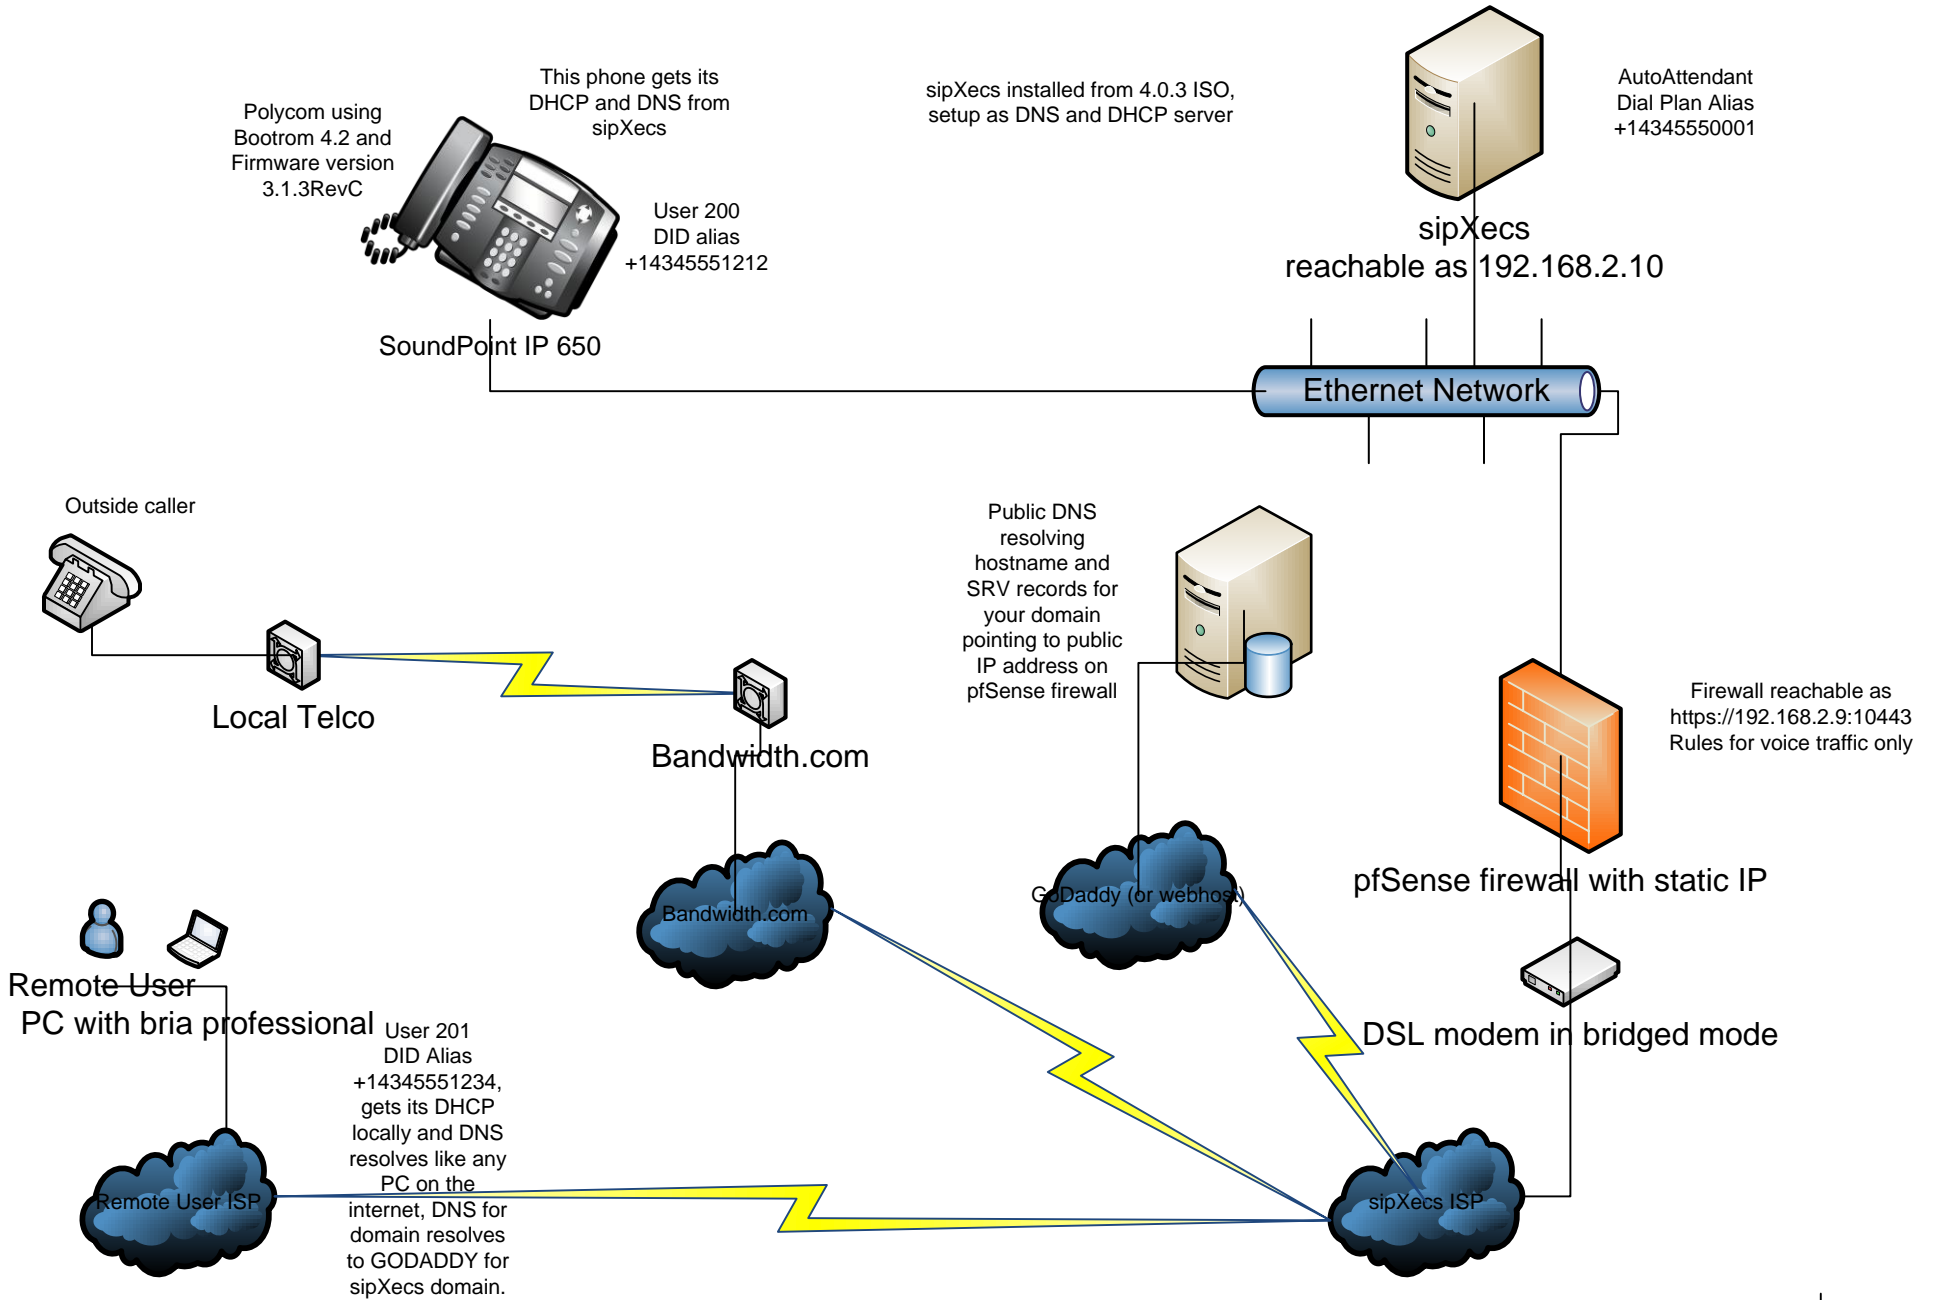 This phone gets its
DHCP and DNS from
sipXecs
Polycom using
Bootrom 4.2 and
Firmware version
3.1.3RevC
User 200
DID alias
+14345551212
SoundPoint IP 650
sipXecs installed from 4.0.3 ISO,
setup as DNS and DHCP server
AutoAttendant
Dial Plan Alias
+14345550001
sipXecs
reachable as 192.168.2.10
Ethernet Network
Outside caller
Local Telco
Bandwidth.com
Public DNS
resolving
hostname and
SRV records for
your domain
pointing to public
IP address on
pfSense firewall
Firewall reachable as
https://192.168.2.9:10443
Rules for voice traffic only
pfSense firewall with static IP
Bandwidth.com
GoDaddy (or webhost)
DSL modem in bridged mode
Remote User
PC with bria professional
User 201
DID Alias
+14345551234,
gets its DHCP
locally and DNS
resolves like any
PC on the
internet, DNS for
domain resolves
to GODADDY for
sipXecs domain.
Remote User ISP
sipXecs ISP